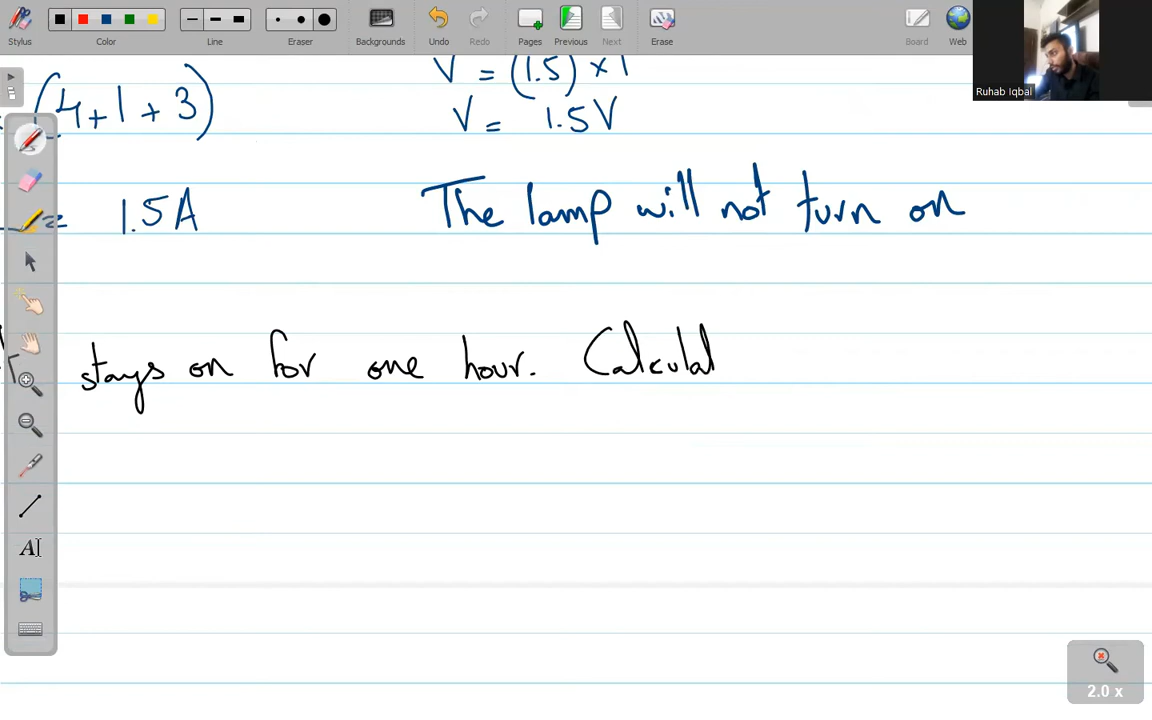 Stylus Color Line Eraser Backgrounds Undo Redo Pages Previous Next Erase Board Web
Ruhab Iqbal
(4+1+3)
V = (1.5) × 1
V = 1.5V
= 1.5A
The lamp will not turn on
stays on for one hour. Calculat
AI
2.0 x